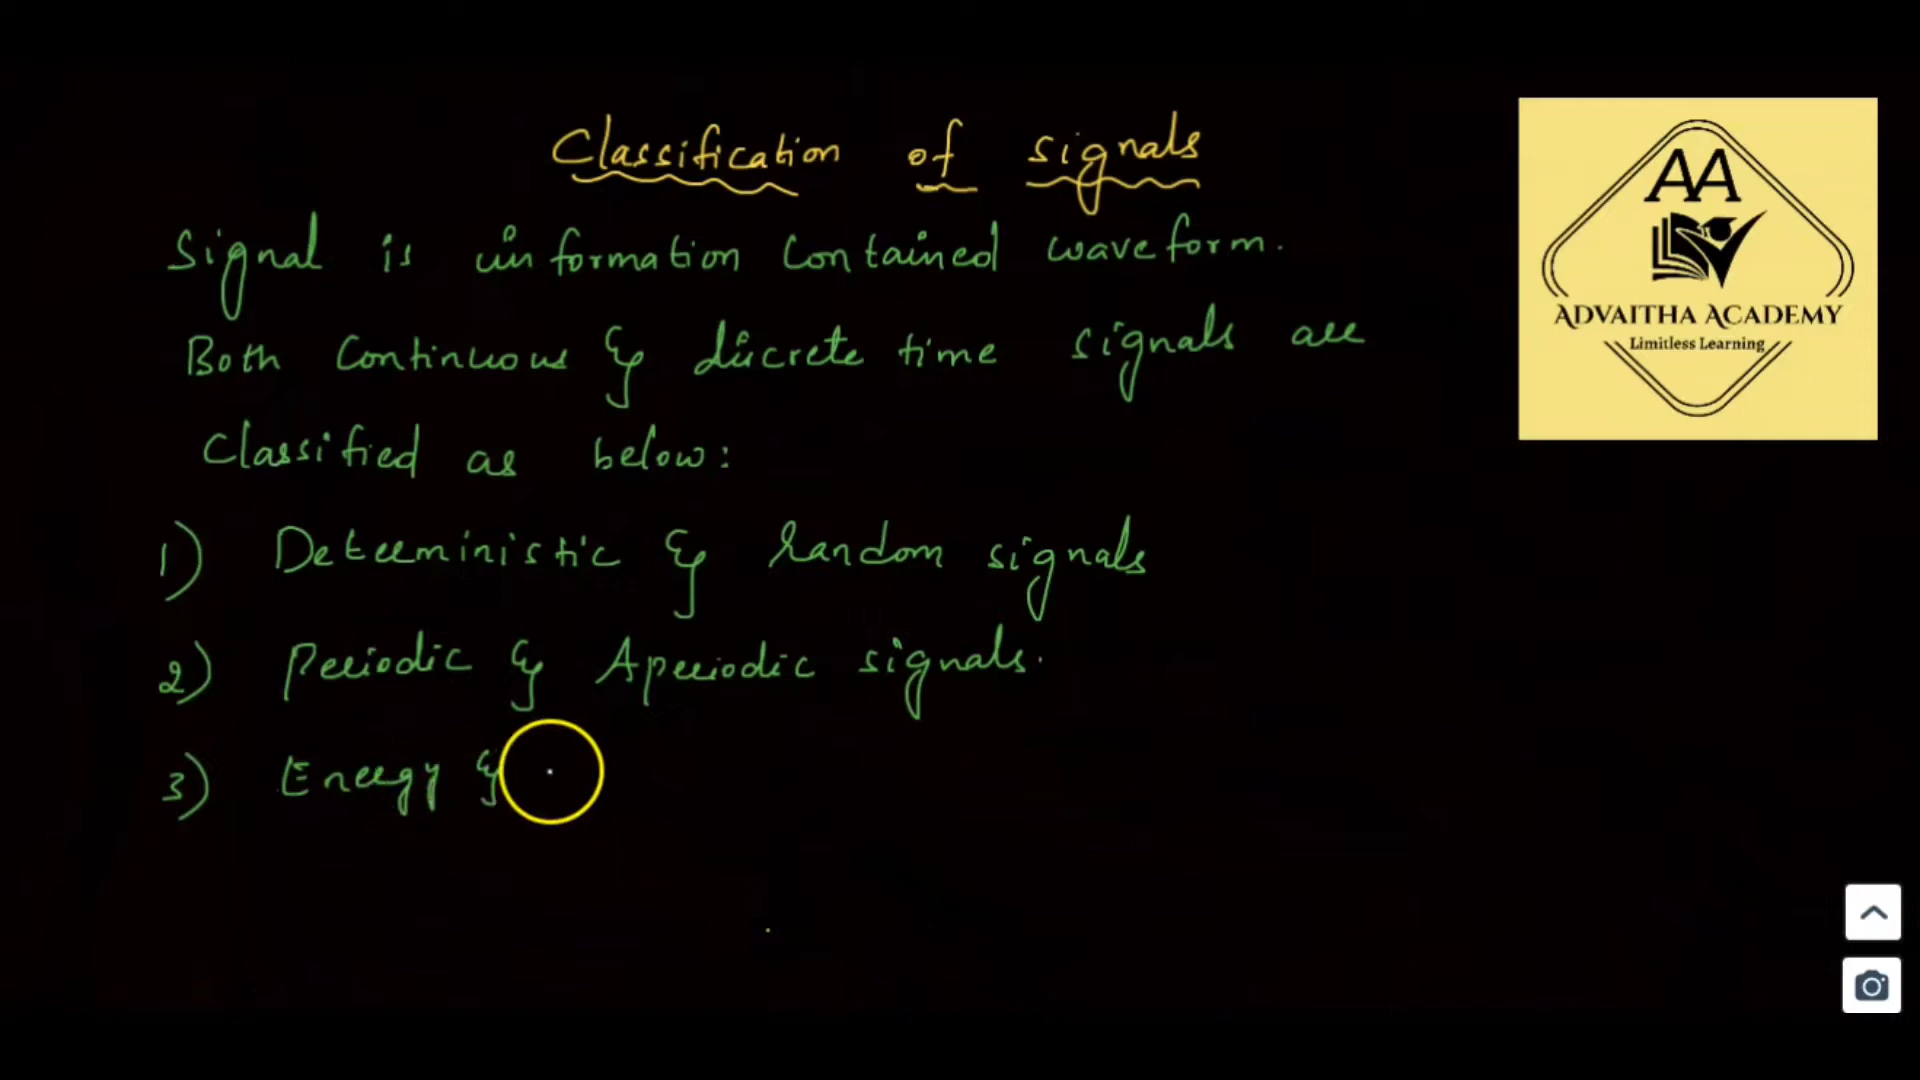 Classification of signals
Signal is information contained waveform.
Both continuous & discrete time signals are
classified as below:
1) Deterministic & random signals
2) Periodic & Aperiodic signals.
3) Energy &
AA
ADVAITHA ACADEMY
Limitless Learning